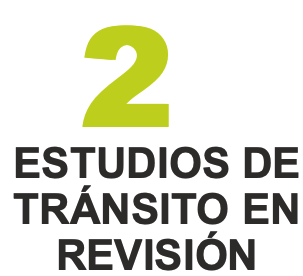 2
ESTUDIOS DE
TRÁNSITO EN
REVISIÓN